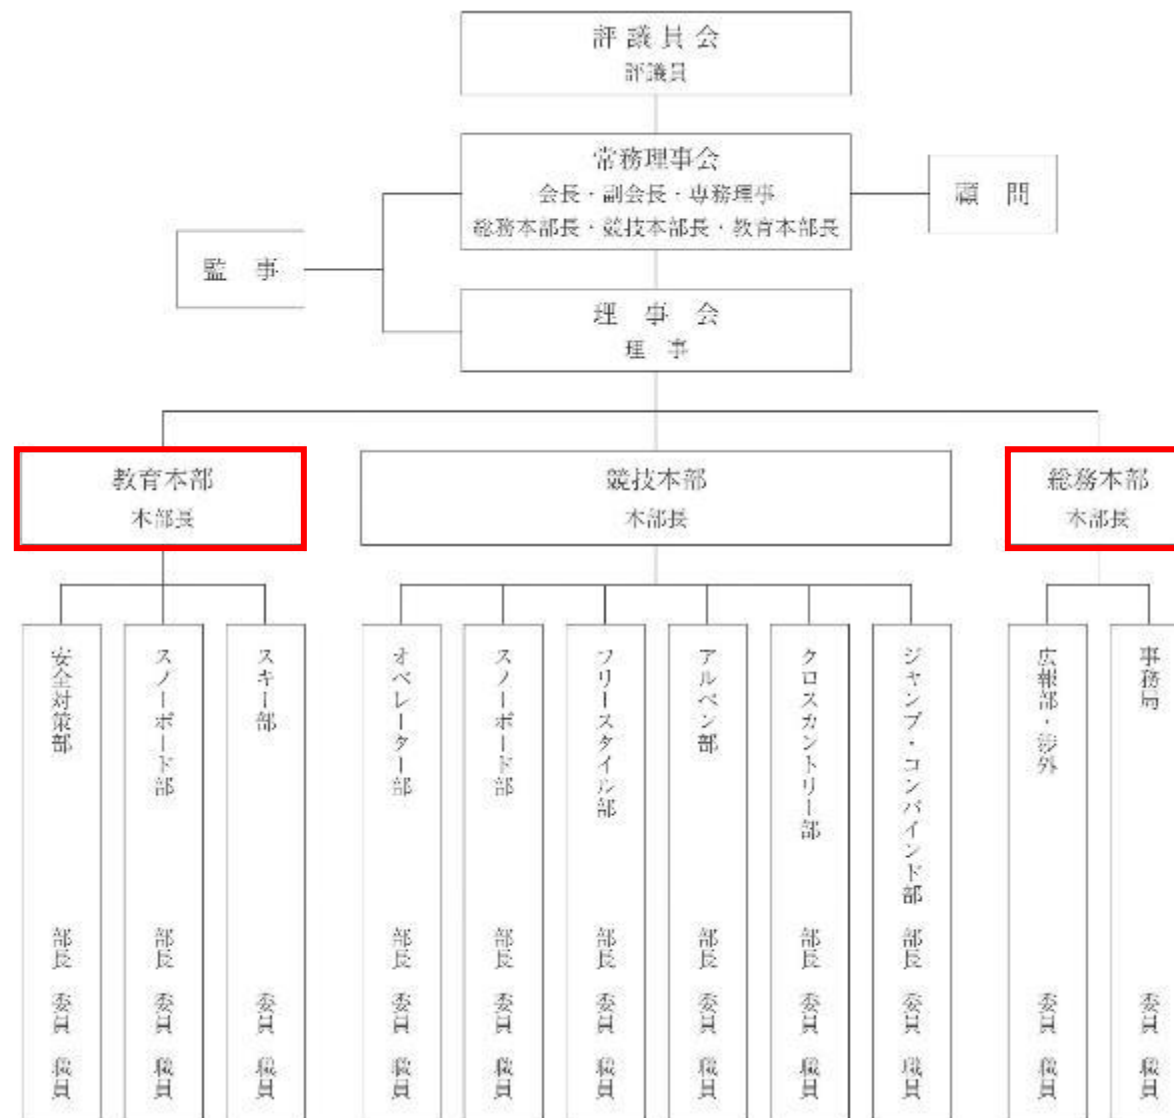 評議員会
評議員
常務理事会
会長・副会長・専務理事
総務本部長・競技本部長・教育本部長
顧 問
監 事
理 事 会
理 事
教育本部
本部長
競技本部
本部長
総務本部
本部長
安全対策部 部長 委員 職員
スノーボード部 部長 委員 職員
スキー部 委員 職員
オペレーター部 部長 委員 職員
スノーボード部 部長 委員 職員
フリースタイル部 部長 委員 職員
アルペン部 部長 委員 職員
クロスカントリー部 部長 委員 職員
ジャンプ・コンバインド部 部長 委員 職員
広報部・渉外 委員 職員
事務局 委員 職員